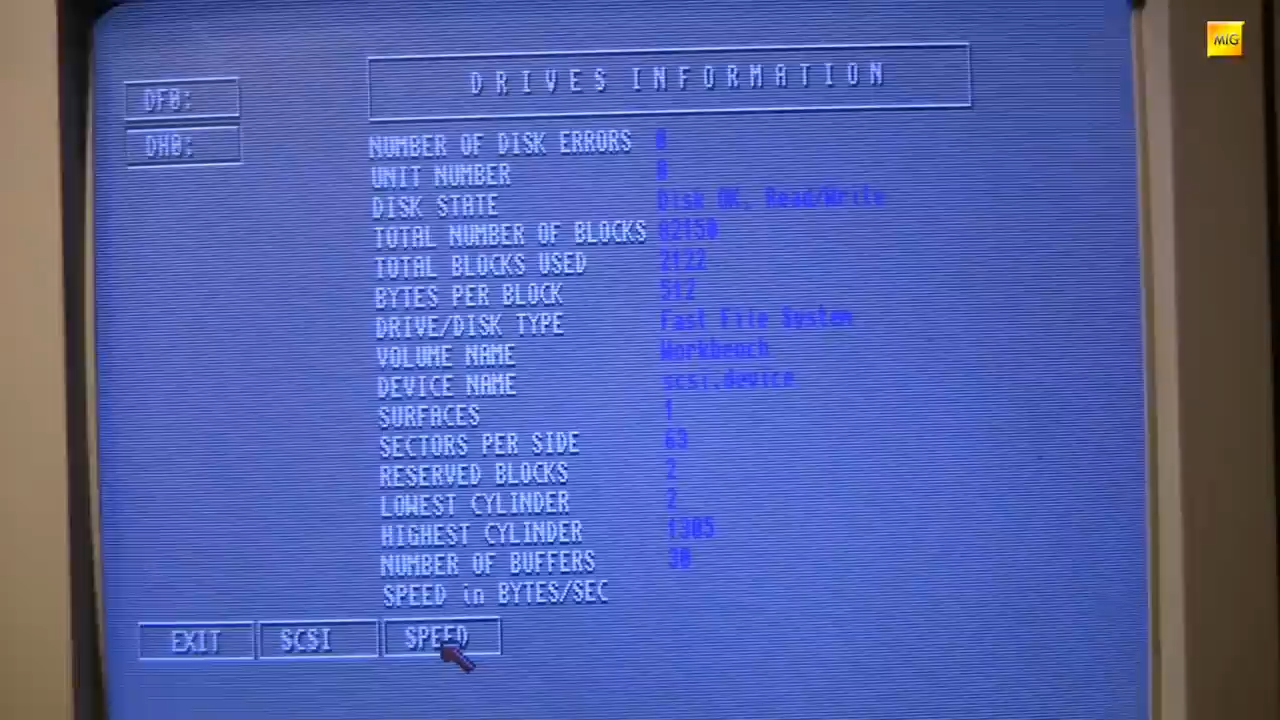 MIG
DRIVES INFORMATION
DF0:
DH0:
NUMBER OF DISK ERRORS 0
UNIT NUMBER 0
DISK STATE Disk OK, Read/Write
TOTAL NUMBER OF BLOCKS 82150
TOTAL BLOCKS USED 2122
BYTES PER BLOCK 512
DRIVE/DISK TYPE Fast File System
VOLUME NAME Workbench
DEVICE NAME scsi.device
SURFACES 1
SECTORS PER SIDE 63
RESERVED BLOCKS 2
LOWEST CYLINDER 2
HIGHEST CYLINDER 1305
NUMBER OF BUFFERS 30
SPEED in BYTES/SEC
EXIT SCSI SPEED